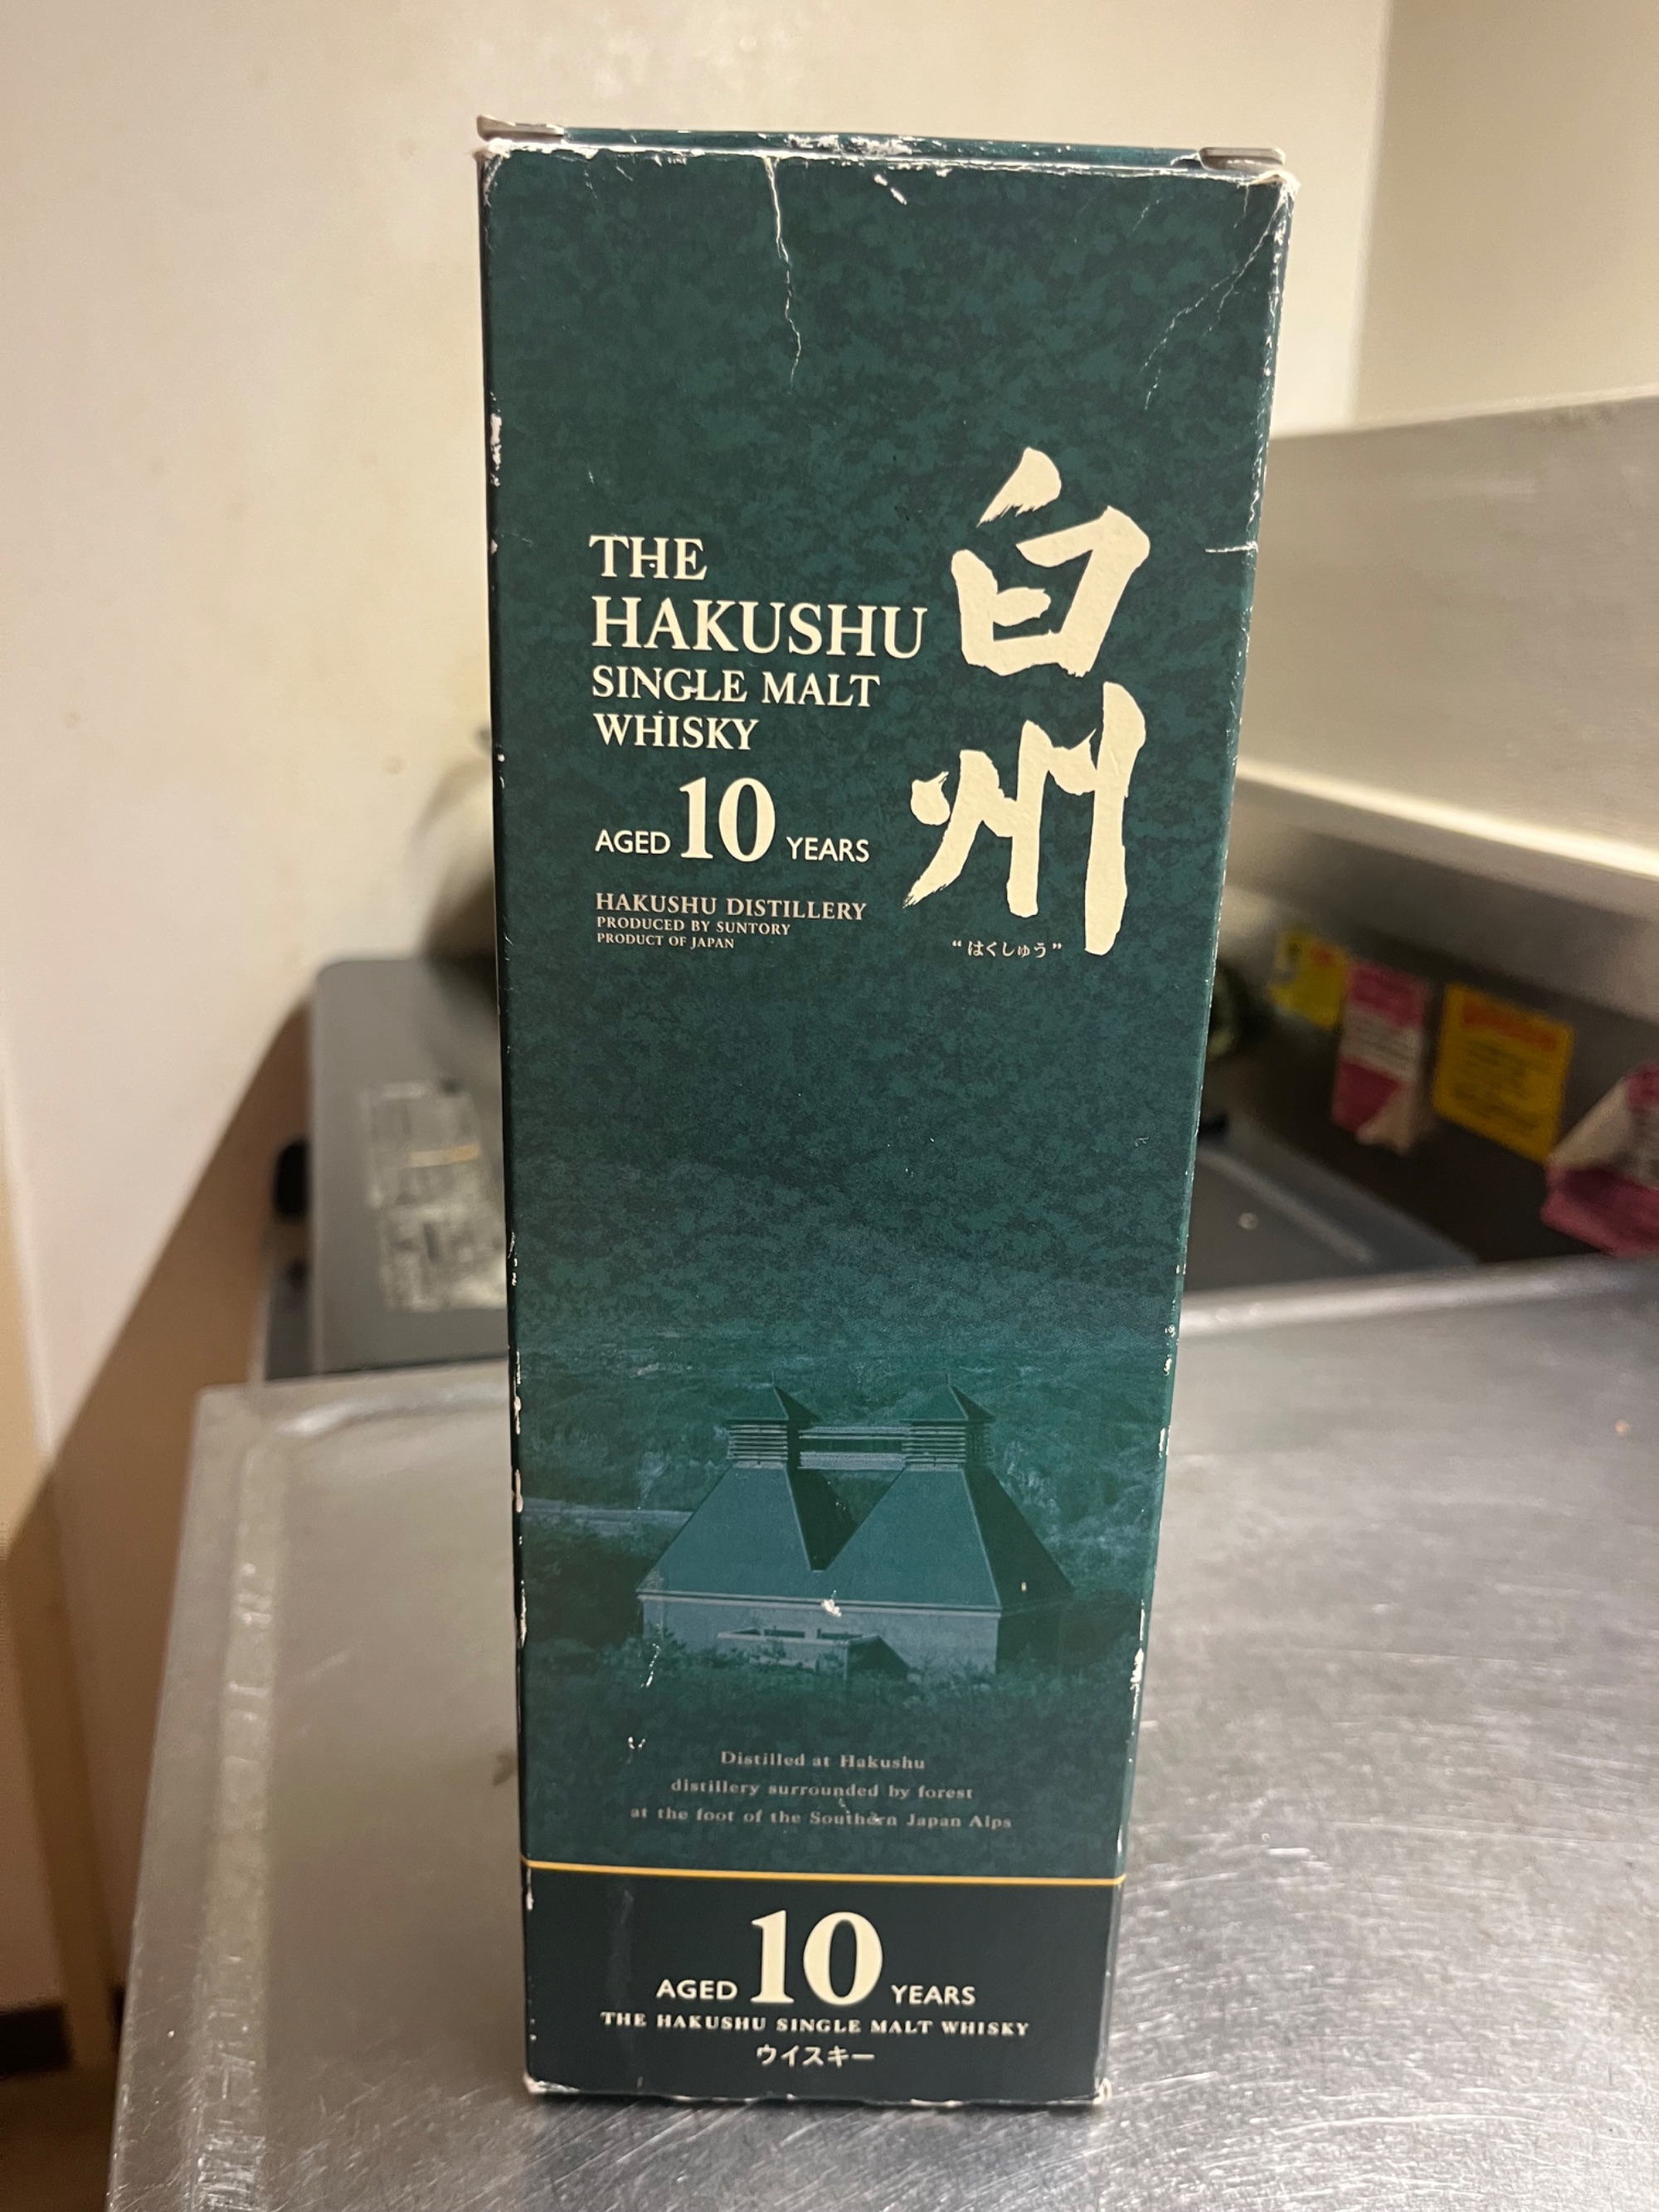 THE
HAKUSHU
SINGLE MALT
WHISKY
AGED 10 YEARS
HAKUSHU DISTILLERY
PRODUCED BY SUNTORY
PRODUCT OF JAPAN
白州
“はくしゅう”
Distilled at Hakushu
distillery surrounded by forest
at the foot of the Southern Japan Alps
AGED 10 YEARS
THE HAKUSHU SINGLE MALT WHISKY
ウイスキー